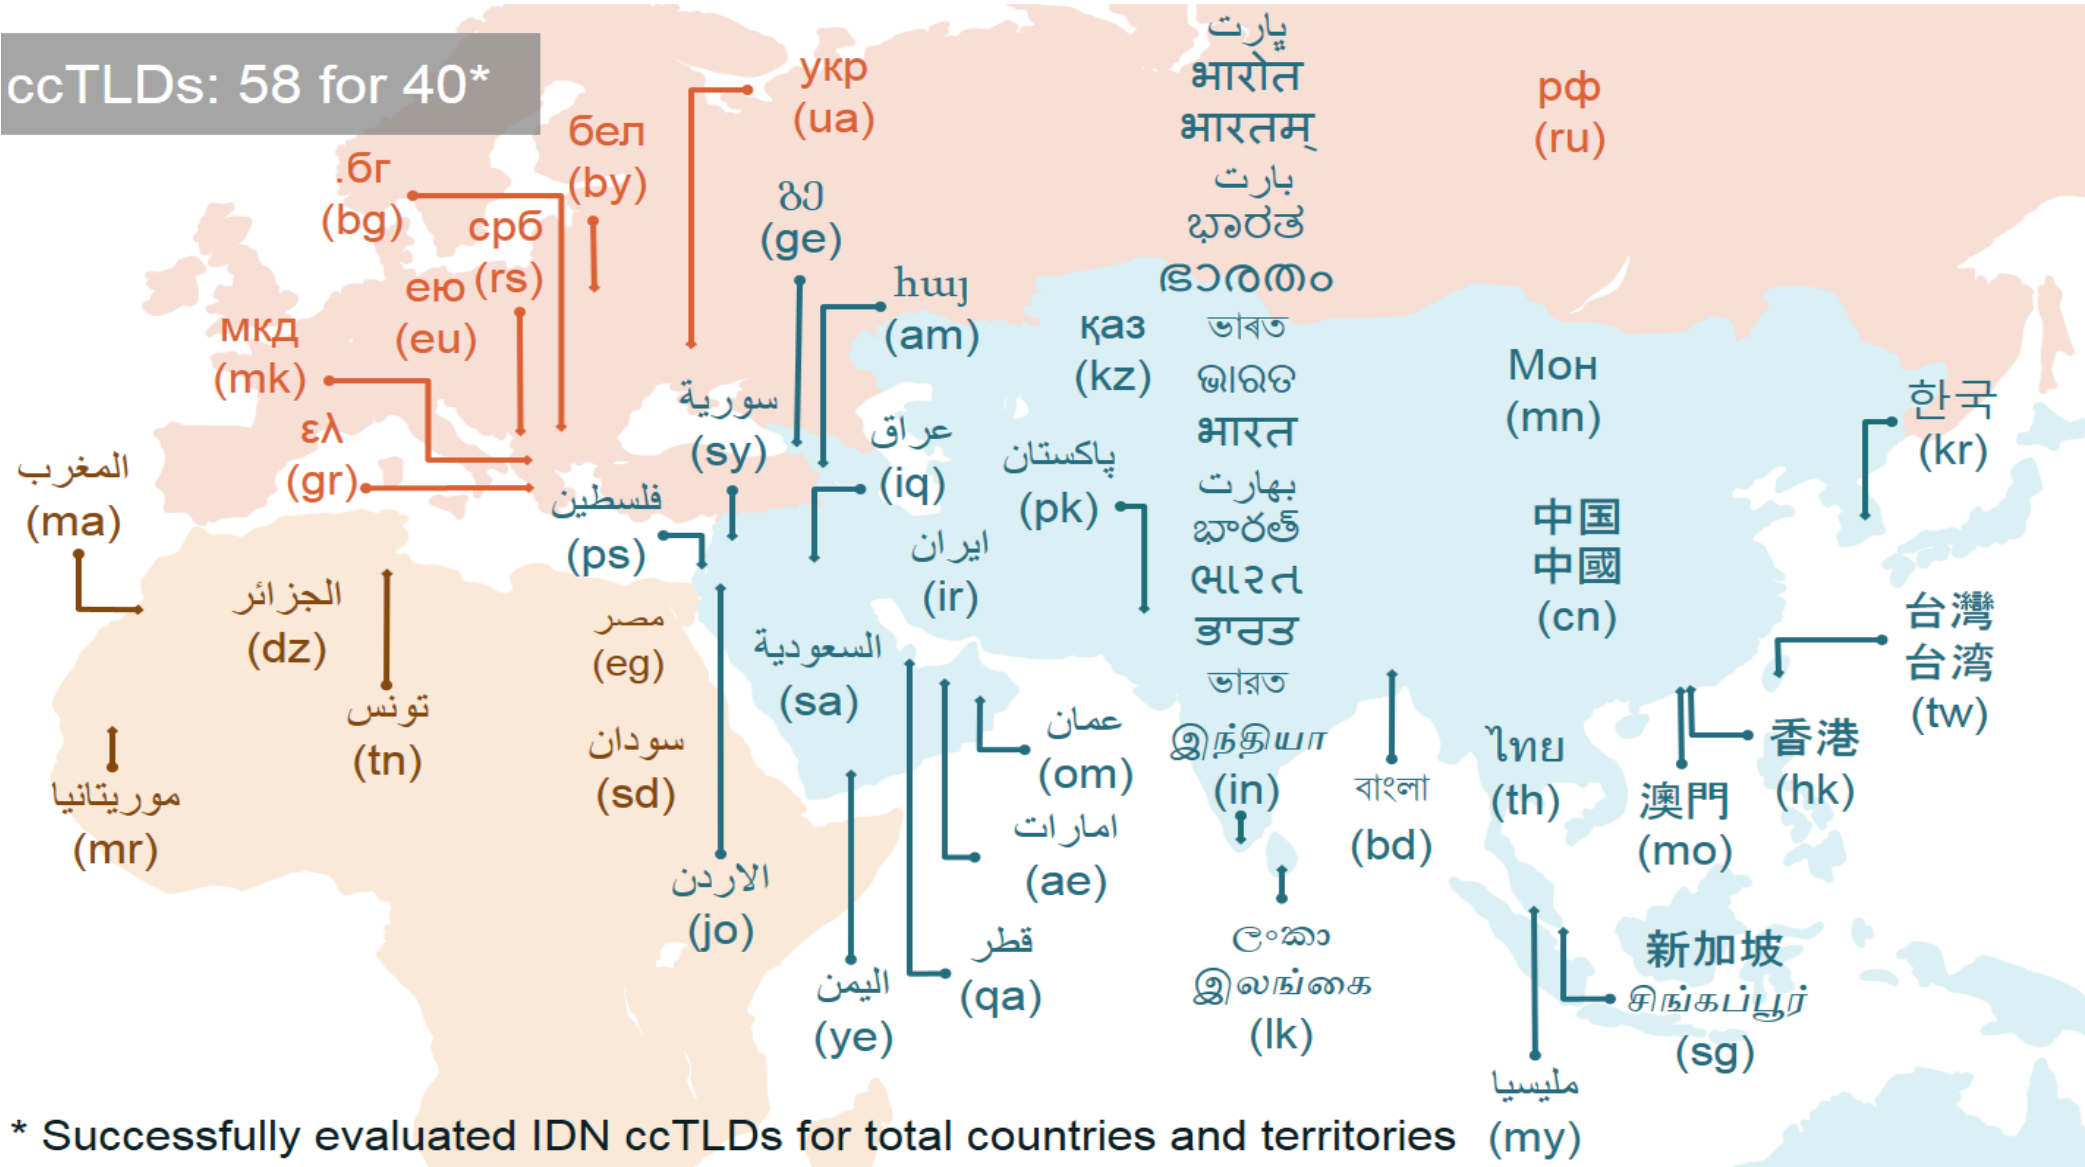 ccTLDs: 58 for 40*
укр
(ua)
бел
(by)
.бг
(bg)
срб
(rs)
ею
(eu)
мкд
(mk)
ελ
(gr)
рф
(ru)
გე
(ge)
հայ
(am)
қаз
(kz)
ڀارت
भारोत
भारतम्
بارت
ಭಾರತ
ഭാരതം
ভাৰত
ଭାରତ
भारत
بھارت
భారత్
ભારત
ਭਾਰਤ
ভারত
இந்தியா
(in)
Мон
(mn)
한국
(kr)
سورية
(sy)
عراق
(iq)
پاکستان
(pk)
المغرب
(ma)
فلسطين
(ps)
ایران
(ir)
中国
中國
(cn)
الجزائر
(dz)
مصر
(eg)
السعودية
(sa)
台灣
台湾
(tw)
تونس
(tn)
سودان
(sd)
عمان
(om)
বাংলা
(bd)
ไทย
(th)
香港
(hk)
澳門
(mo)
موريتانيا
(mr)
امارات
(ae)
الاردن
(jo)
قطر
(qa)
اليمن
(ye)
ලංකා
இலங்கை
(lk)
新加坡
சிங்கப்பூர்
(sg)
مليسيا
(my)
* Successfully evaluated IDN ccTLDs for total countries and territories